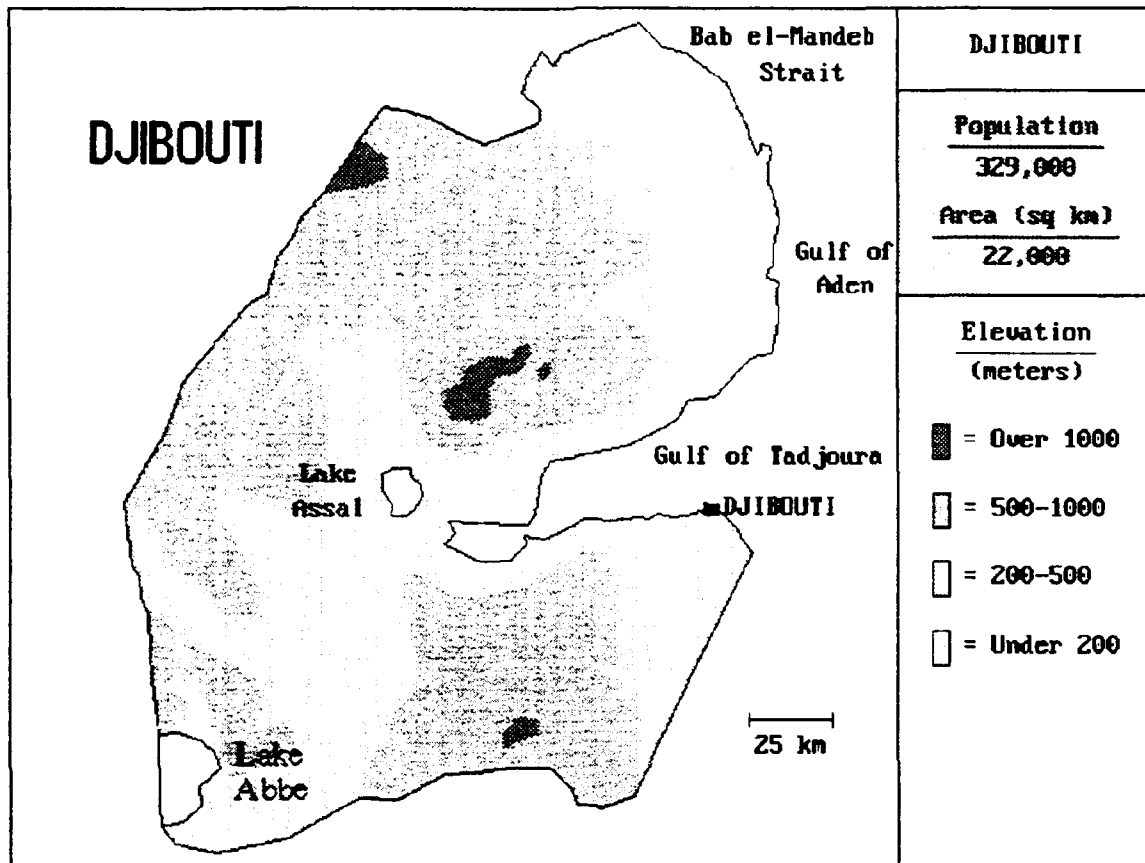 DJIBOUTI
Bab el-Mandeb
Strait
Gulf of
Aden
Gulf of Tadjoura
DJIBOUTI
Lake
Assal
Lake
Abbe
25 km
DJIBOUTI
Population
329,000
Area (sq km)
22,000
Elevation
(meters)
= Over 1000
= 500-1000
= 200-500
= Under 200